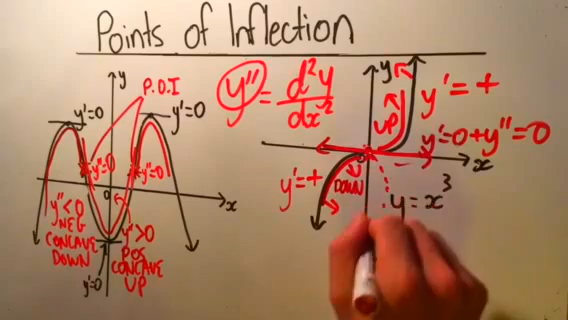 Points of Inflection
y
P.O.I
y'=0
y'=0
y''=0
y''=0
0
x
y''<0
NEG
CONCAVE
DOWN
y''>0
POS
CONCAVE
UP
y'=0
y'' = d²y
dx²
y
UP
y'=+
y'=0+y''=0
x
y'=+
DOWN
y=x³